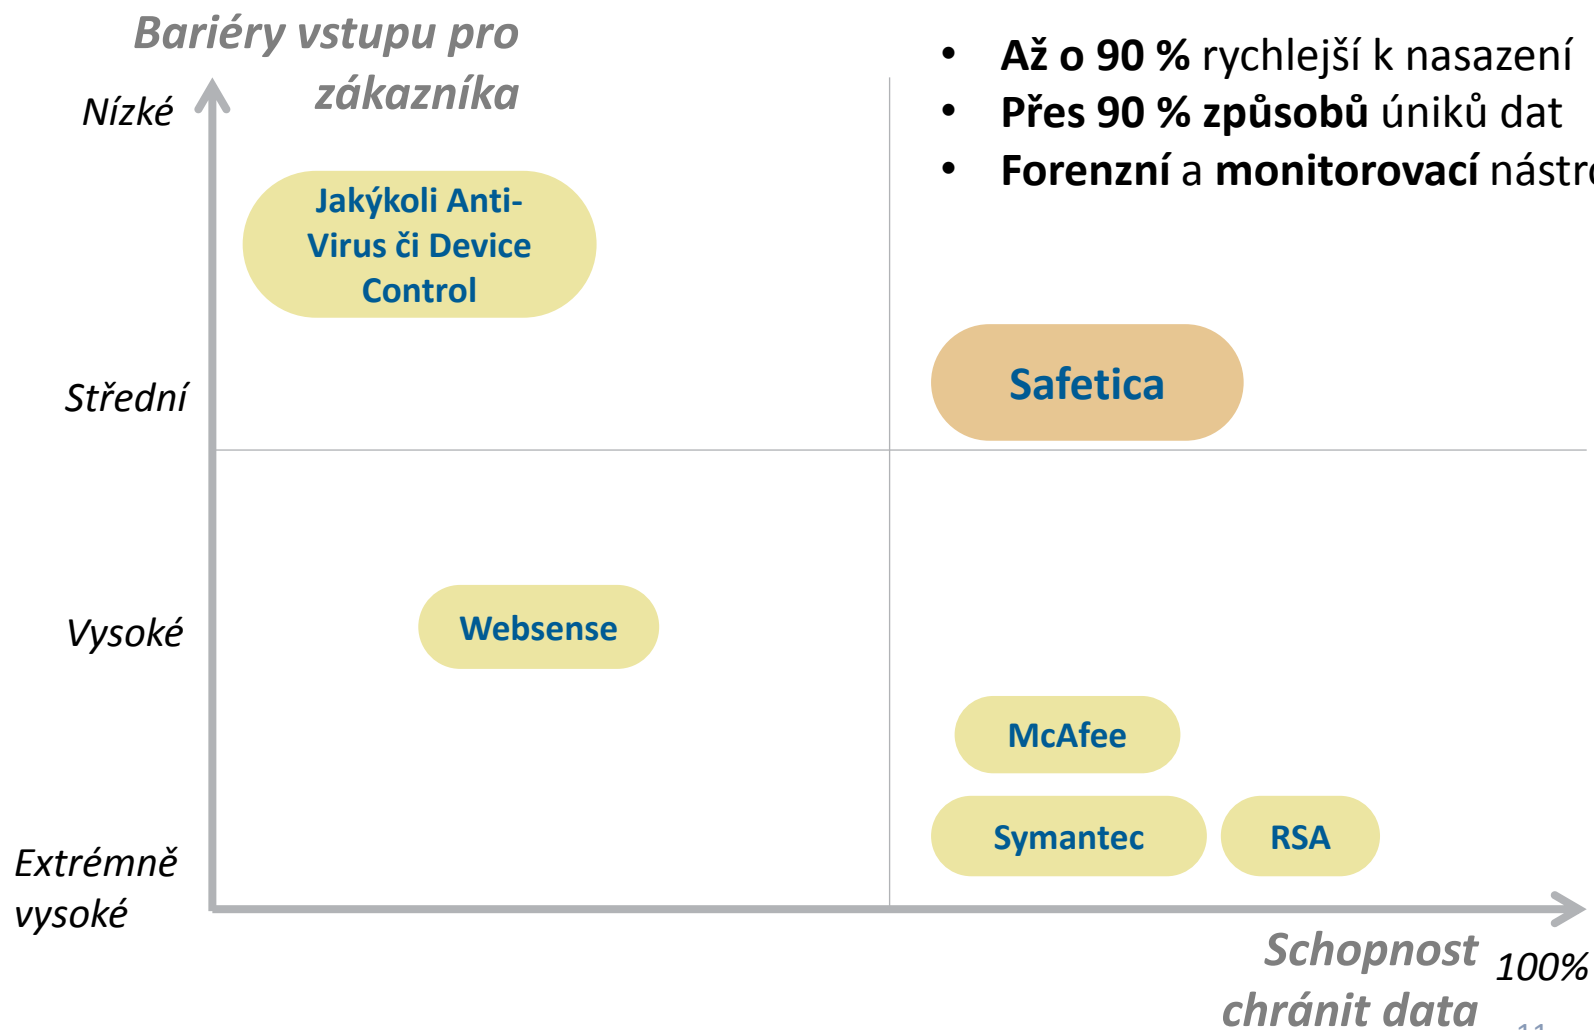 Bariéry vstupu pro
zákazníka
• Až o 90 % rychlejší k nasazení
• Přes 90 % způsobů úniků dat
• Forenzní a monitorovací
Nízké
Jakýkoli Anti-
Virus či Device
Control
Střední
Safetica
Vysoké
Websense
McAfee
Symantec
RSA
Extrémně
vysoké
Schopnost
chránit data
100%